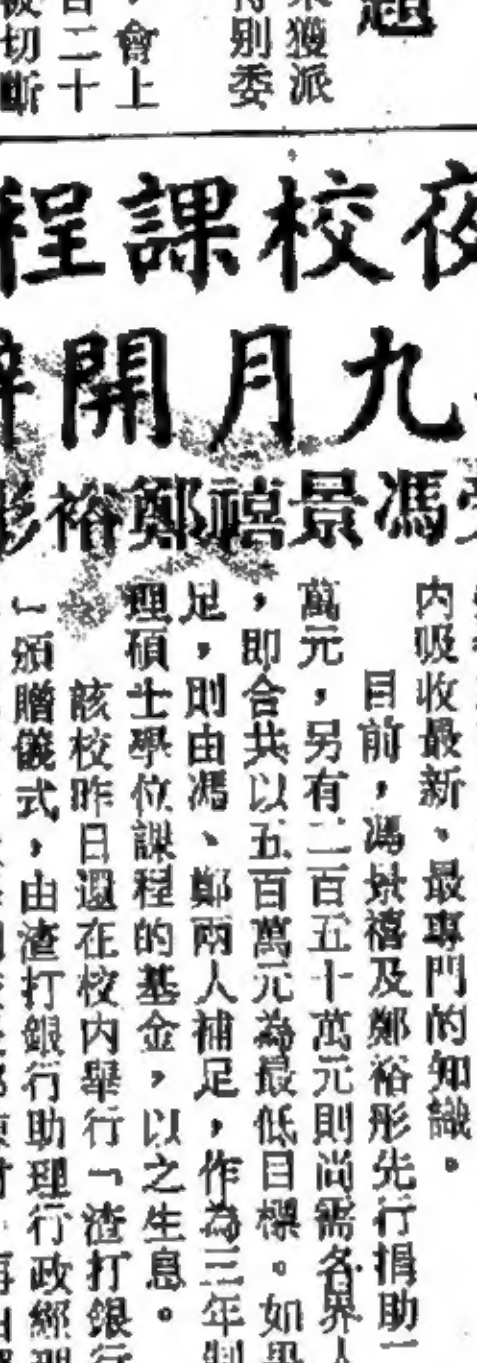 題
未獲派
特別委
，會上
百二十
被切斷
夜校課程
九月開辦
馮景禧鄭裕彤
內吸收最新、最專門的知識。
目前，馮景禧及鄭裕彤先行捐助二
萬元，另有二百五十萬元則尚需各界人
，即合共以五百萬元為最低目標。如果
足，則由馮、鄭兩人補足，作為三年制
理碩士學位課程的基金，以之生息。
該校昨日還在校內舉行「渣打銀行
」頒贈儀式，由渣打銀行助理行政經理